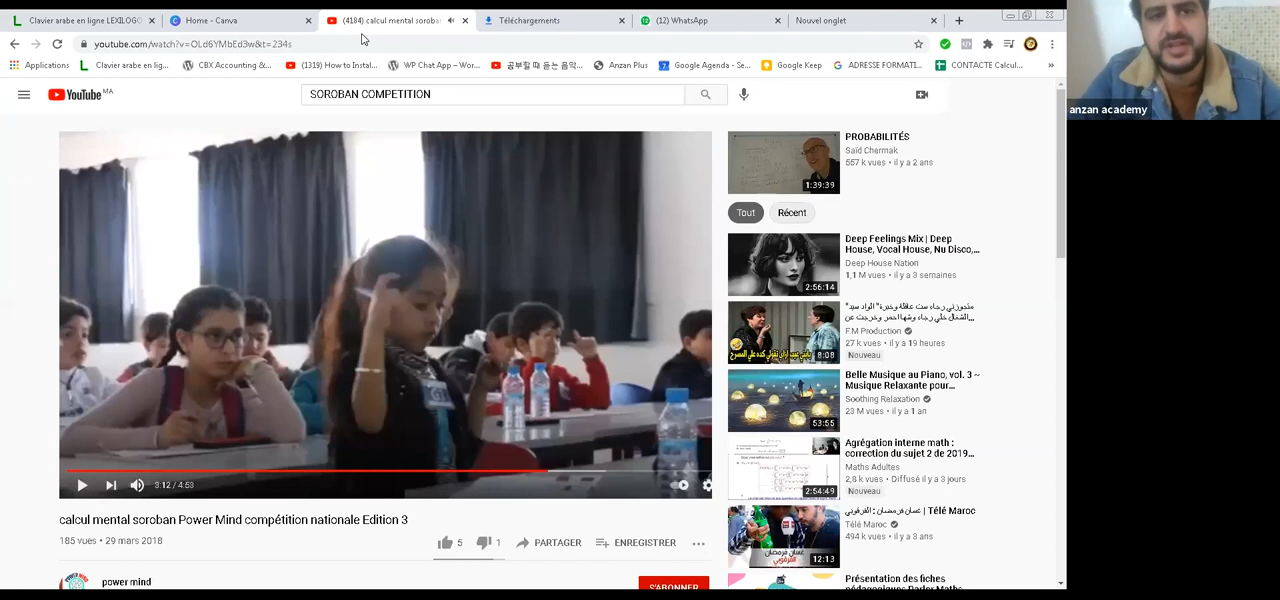 Clavier arabe en ligne LEXILOGO
Home - Canva
(4184) calcul mental soroban
Téléchargements
(12) WhatsApp
Nouvel onglet
youtube.com/watch?v=OLd6YMbEd3w&t=234s
Applications
Clavier arabe en lig...
CBX Accounting &...
(1319) How to Instal...
WP Chat App – Wor...
공부할 때 듣는 음악...
Anzan Plus
Google Agenda - Se...
Google Keep
ADRESSE FORMATI...
CONTACTE Calcul...
»
anzan academy
YouTube MA
SOROBAN COMPETITION
3:12 / 4:53
calcul mental soroban Power Mind compétition nationale Edition 3
185 vues • 29 mars 2018
5
1
PARTAGER
ENREGISTRER
power mind
S'ABONNER
PROBABILITÉS
Saïd Chermak
557 k vues • il y a 2 ans
1:39:39
Tout
Récent
Deep Feelings Mix | Deep
House, Vocal House, Nu Disco,...
Deep House Nation
1,1 M vues • il y a 3 semaines
2:56:14
F.M Production
27 k vues • il y a 19 heures
Nouveau
8:08
Belle Musique au Piano, vol. 3 ~
Musique Relaxante pour...
Soothing Relaxation
23 M vues • il y a 1 an
53:55
Agrégation interne math :
correction du sujet 2 de 2019...
Maths Adultes
2,8 k vues • Diffusé il y a 3 jours
Nouveau
2:54:49
غسان فرمضان : الفرقوبي | Télé Maroc
Télé Maroc
494 k vues • il y a 3 ans
12:13
Présentation des fiches
pédagogiques Parler Maths